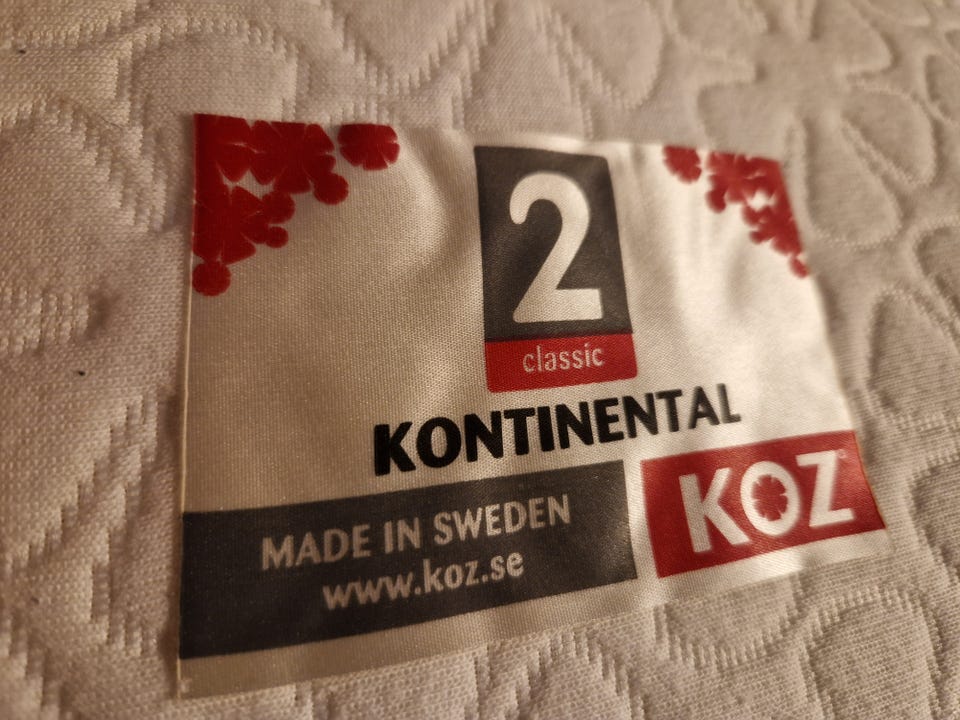 2
classic
KONTINENTAL
MADE IN SWEDEN
www.koz.se
KOZ